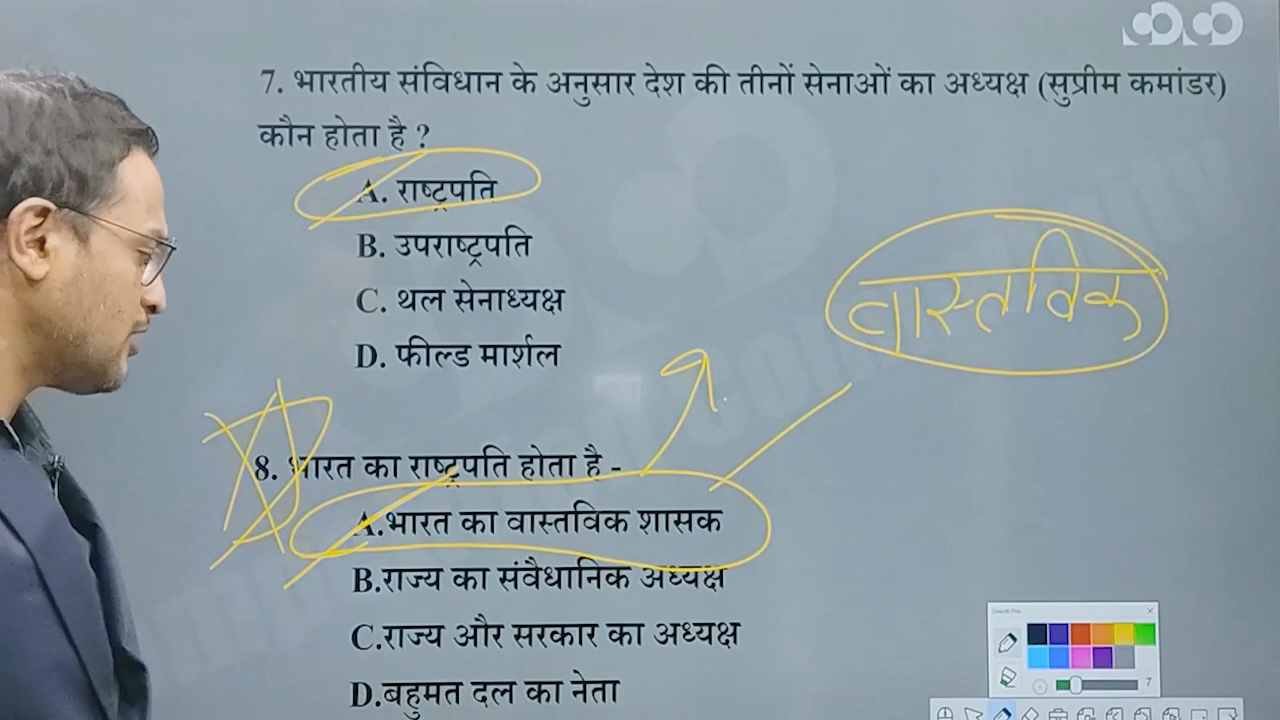 7. भारतीय संविधान के अनुसार देश की तीनों सेनाओं का अध्यक्ष (सुप्रीम कमांडर)
कौन होता है ?
A. राष्ट्रपति
B. उपराष्ट्रपति
C. थल सेनाध्यक्ष
D. फील्ड मार्शल
वास्तविक
8. भारत का राष्ट्रपति होता है -
A.भारत का वास्तविक शासक
B.राज्य का संवैधानिक अध्यक्ष
C.राज्य और सरकार का अध्यक्ष
D.बहुमत दल का नेता
7